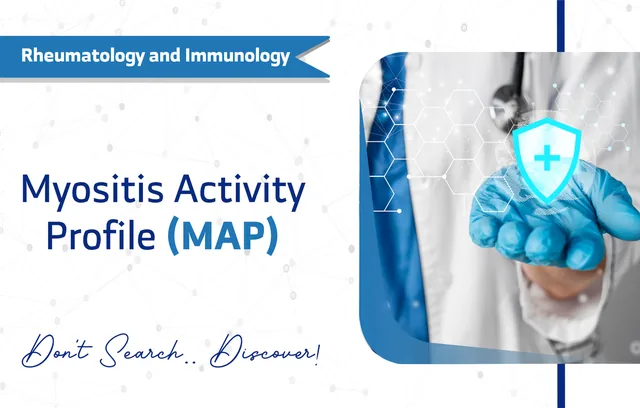 Rheumatology and Immunology
Myositis Activity
Profile (MAP)
Don't Search.. Discover!